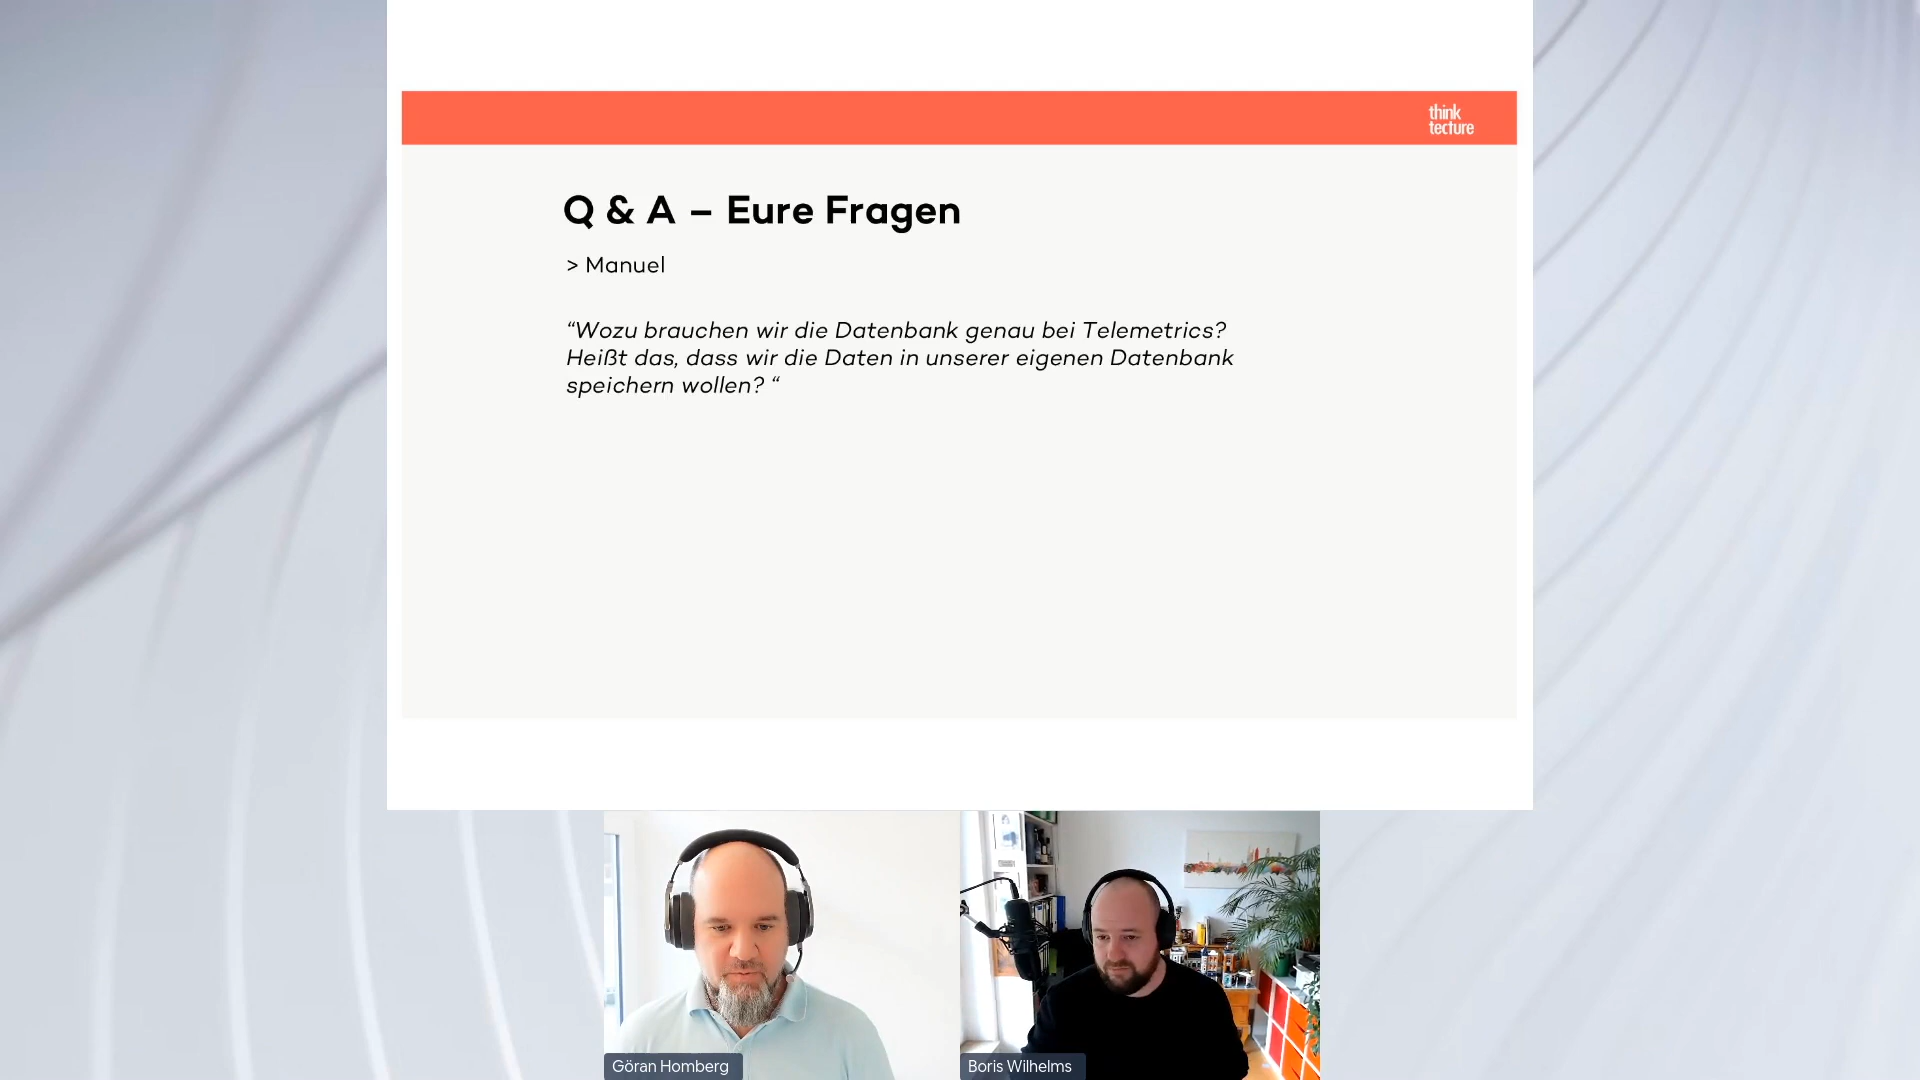 think
tecture
Q & A – Eure Fragen
> Manuel
“Wozu brauchen wir die Datenbank genau bei Telemetrics?
Heißt das, dass wir die Daten in unserer eigenen Datenbank
speichern wollen? “
Göran Homberg
Boris Wilhelms